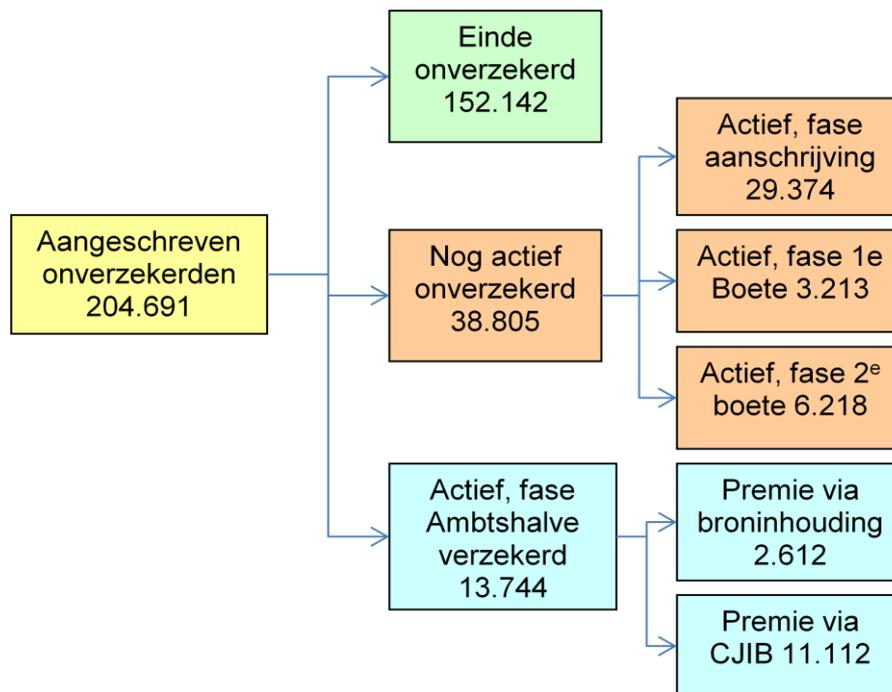 Aangeschreven
onverzekerden
204.691
Einde
onverzekerd
152.142
Nog actief
onverzekerd
38.805
Actief, fase
aanschrijving
29.374
Actief, fase 1e
Boete 3.213
Actief, fase 2ᵉ
boete 6.218
Actief, fase
Ambtshalve
verzekerd
13.744
Premie via
broninhouding
2.612
Premie via
CJIB 11.112